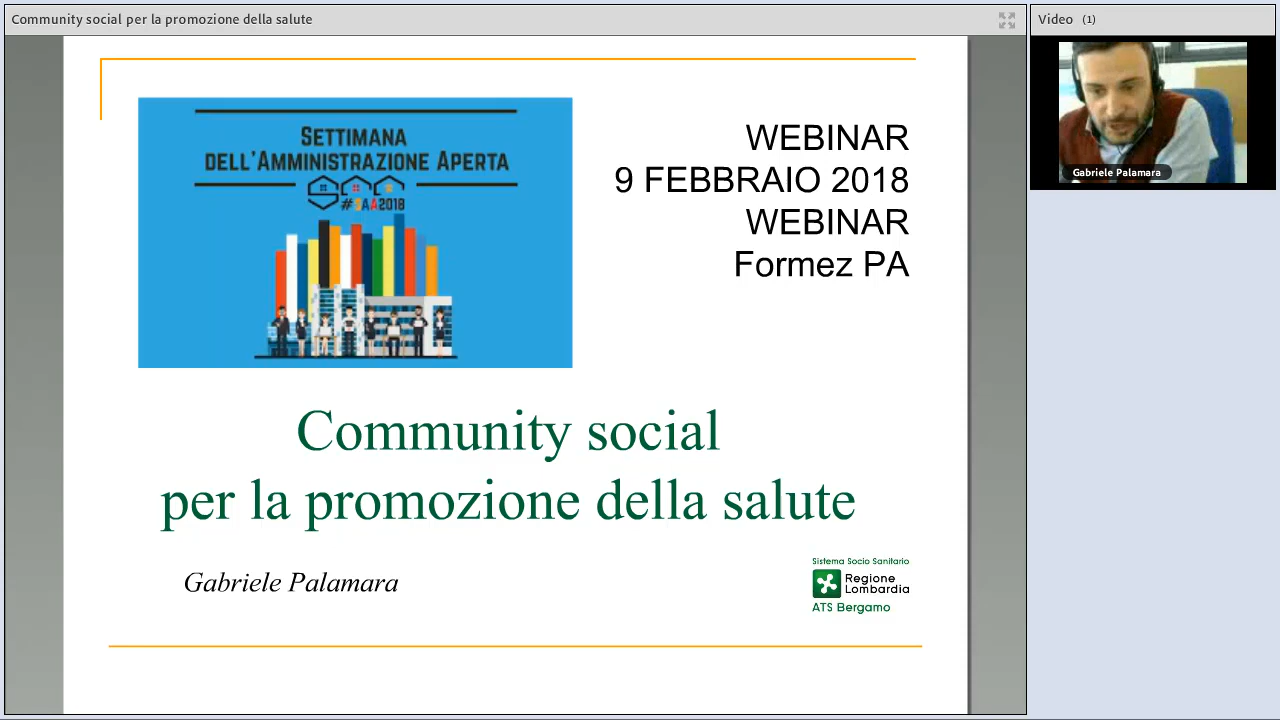 Community social per la promozione della salute
Video (1)
Gabriele Palamara
SETTIMANA
DELL'AMMINISTRAZIONE APERTA
#SAA2018
WEBINAR
9 FEBBRAIO 2018
WEBINAR
Formez PA
Community social
per la promozione della salute
Gabriele Palamara
Sistema Socio Sanitario
Regione
Lombardia
ATS Bergamo